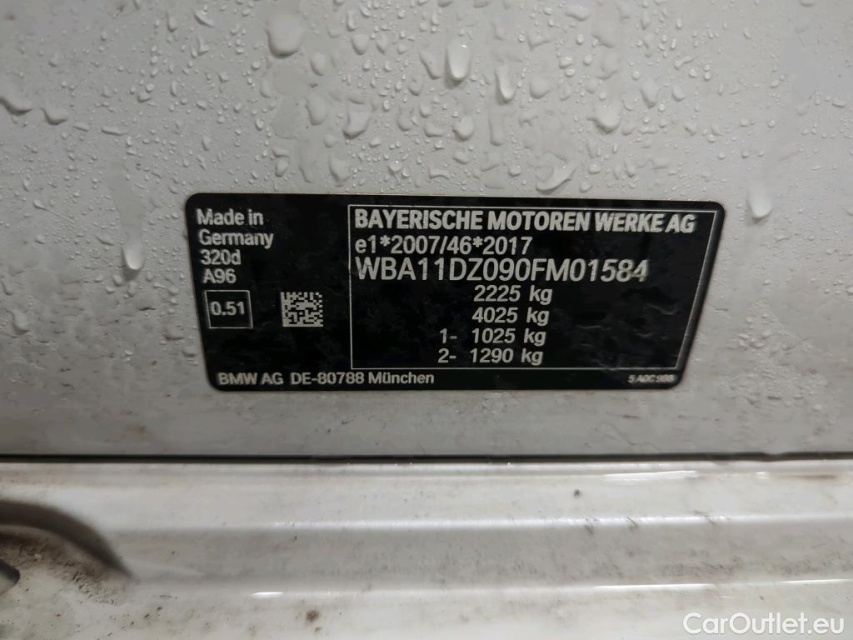 Made in
Germany
320d
A96
0.51
BAYERISCHE MOTOREN WERKE AG
e1*2007/46*2017
WBA11DZ090FM01584
2225 kg
4025 kg
1- 1025 kg
2- 1290 kg
BMW AG DE-80788 München
CarOutlet.eu